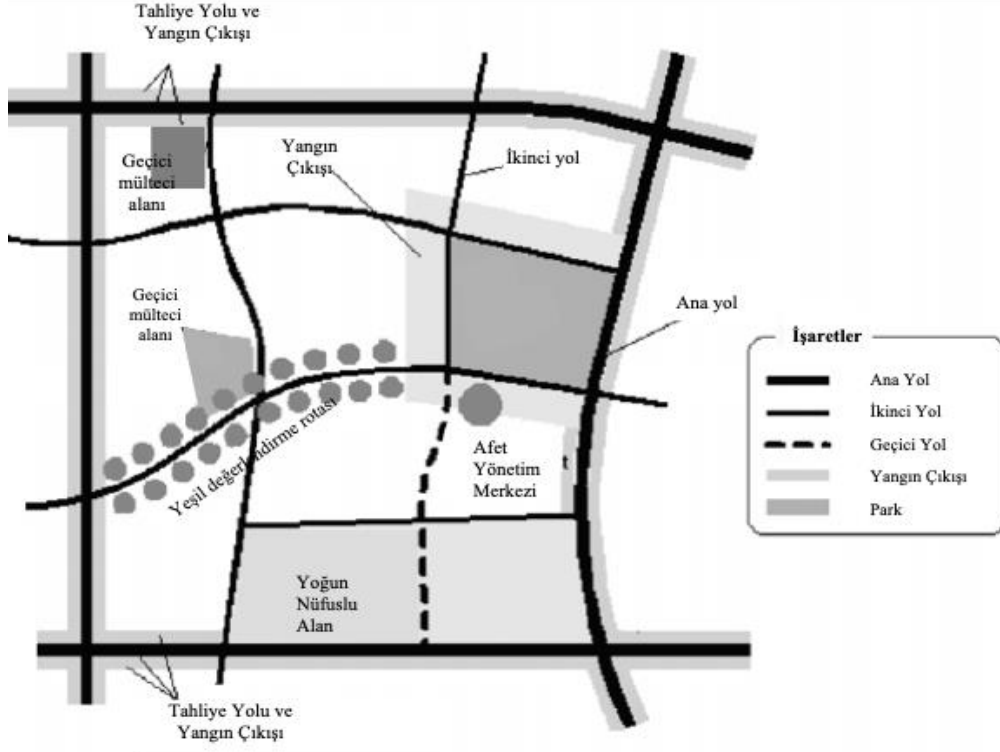 Tahliye Yolu ve
Yangın Çıkışı
Yangın
Çıkışı
İkinci yol
Geçici
mülteci
alanı
Geçici
mülteci
alanı
Ana yol
İşaretler
Ana Yol
İkinci Yol
Geçici Yol
Yangın Çıkışı
Park
Yeşil değerlendirme rotası
Afet
Yönetim
Merkezi
t
Yoğun
Nüfuslu
Alan
Tahliye Yolu ve
Yangın Çıkışı